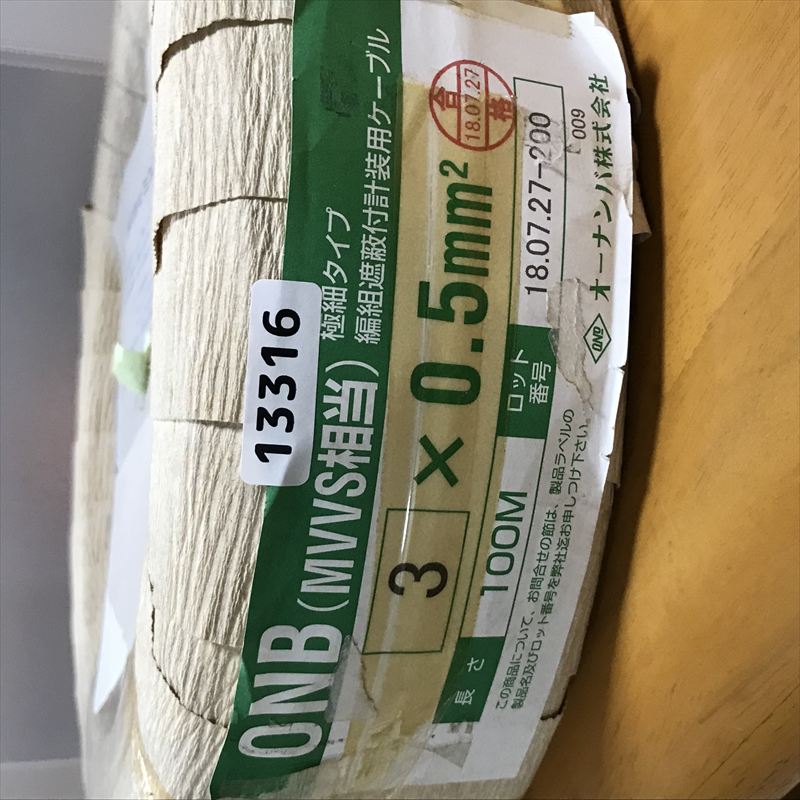 13316
ONB(MVVS相当)
極細タイプ
編組遮蔽付計装用ケーブル
3 × 0.5mm²
合格
18.07.27
長さ 100M
ロット番号 18.07.27-200
この商品について、お問合せの節は、製品ラベルの
製品名及びロット番号を弊社迄お申しつけ下さい。
ONO オーナンバ株式会社
009